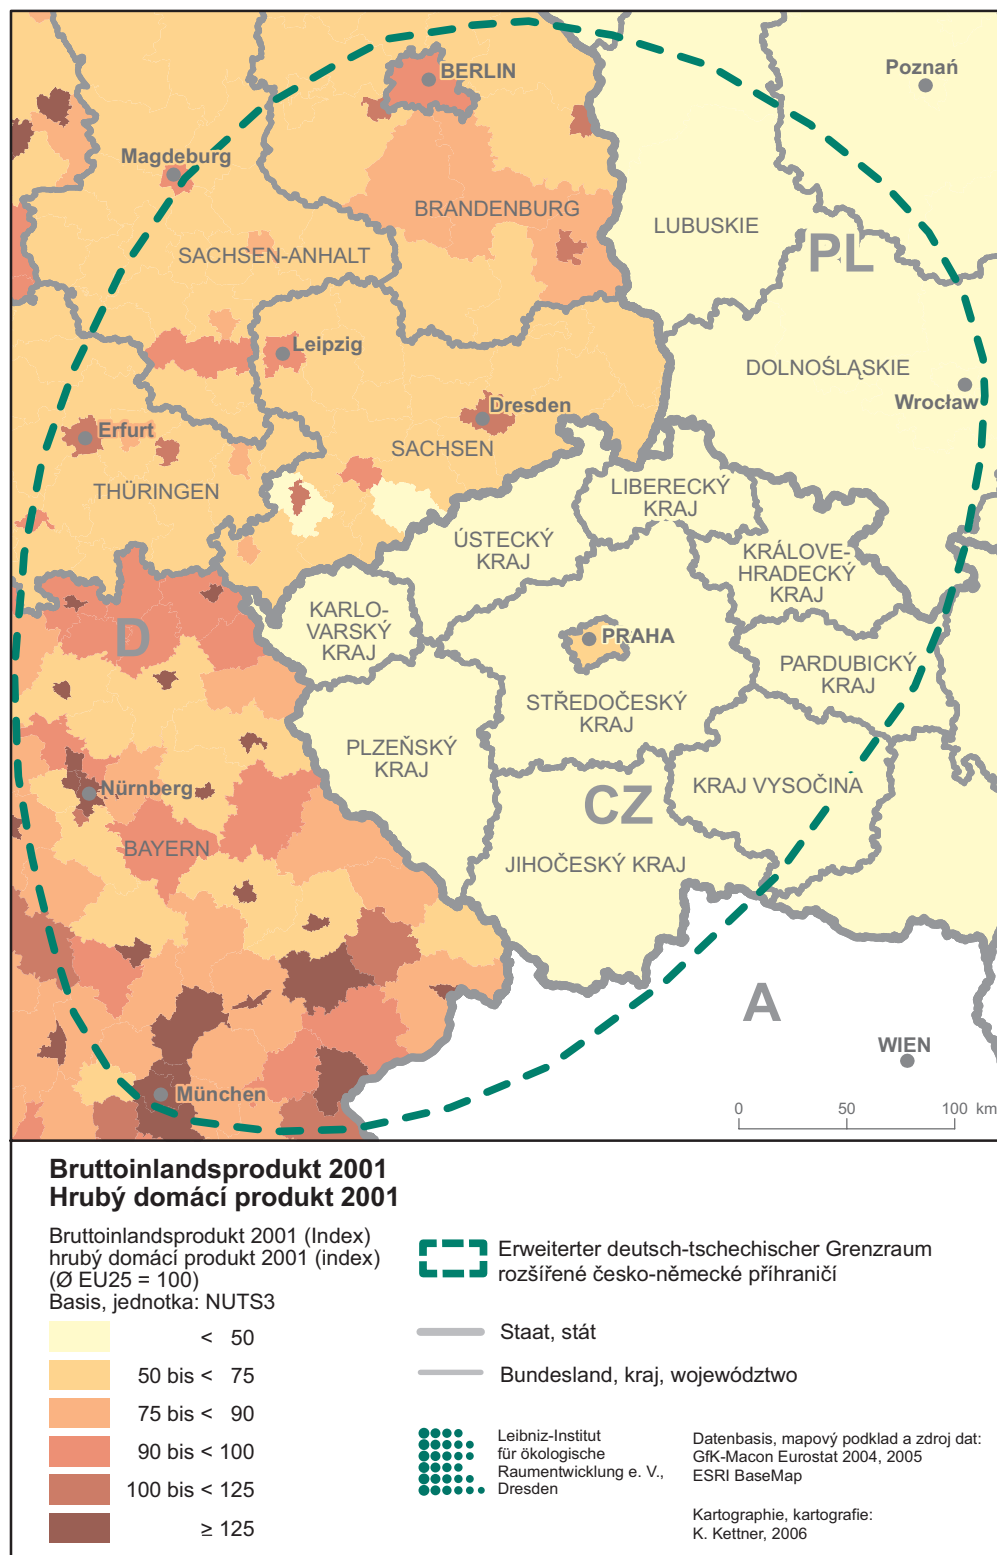 BERLIN
Poznań
Magdeburg
BRANDENBURG
LUBUSKIE
SACHSEN-ANHALT
PL
Leipzig
DOLNOŚLĄSKIE
Wrocław
Dresden
Erfurt
SACHSEN
THÜRINGEN
LIBERECKÝ
KRAJ
ÚSTECKÝ
KRAJ
KRÁLOVE-
HRADECKÝ
KRAJ
KARLO-
VARSKÝ
KRAJ
D
PRAHA
PARDUBICKÝ
KRAJ
STŘEDOČESKÝ
KRAJ
PLZEŇSKÝ
KRAJ
Nürnberg
KRAJ VYSOČINA
CZ
BAYERN
JIHOČESKÝ KRAJ
A
WIEN
München
0 50 100 km
Bruttoinlandsprodukt 2001
Hrubý domácí produkt 2001
Bruttoinlandsprodukt 2001 (Index)
hrubý domácí produkt 2001 (index)
(Ø EU25 = 100)
Basis, jednotka: NUTS3
< 50
50 bis < 75
75 bis < 90
90 bis < 100
100 bis < 125
≥ 125
Erweiterter deutsch-tschechischer Grenzraum
rozšířené česko-německé příhraničí
Staat, stát
Bundesland, kraj, województwo
Leibniz-Institut
für ökologische
Raumentwicklung e. V.,
Dresden
Datenbasis, mapový podklad a zdroj dat:
GfK-Macon Eurostat 2004, 2005
ESRI BaseMap
Kartographie, kartografie:
K. Kettner, 2006